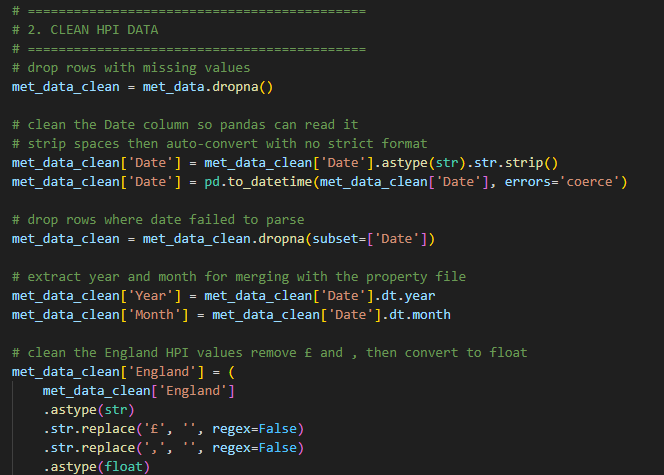 # ===========================================
# 2. CLEAN HPI DATA
# ===========================================
# drop rows with missing values
met_data_clean = met_data.dropna()
# clean the Date column so pandas can read it
# strip spaces then auto-convert with no strict format
met_data_clean['Date'] = met_data_clean['Date'].astype(str).str.strip()
met_data_clean['Date'] = pd.to_datetime(met_data_clean['Date'], errors='coerce')
# drop rows where date failed to parse
met_data_clean = met_data_clean.dropna(subset=['Date'])
# extract year and month for merging with the property file
met_data_clean['Year'] = met_data_clean['Date'].dt.year
met_data_clean['Month'] = met_data_clean['Date'].dt.month
# clean the England HPI values remove £ and , then convert to float
met_data_clean['England'] = (
    met_data_clean['England']
    .astype(str)
    .str.replace('£', '', regex=False)
    .str.replace(',', '', regex=False)
    .astype(float)